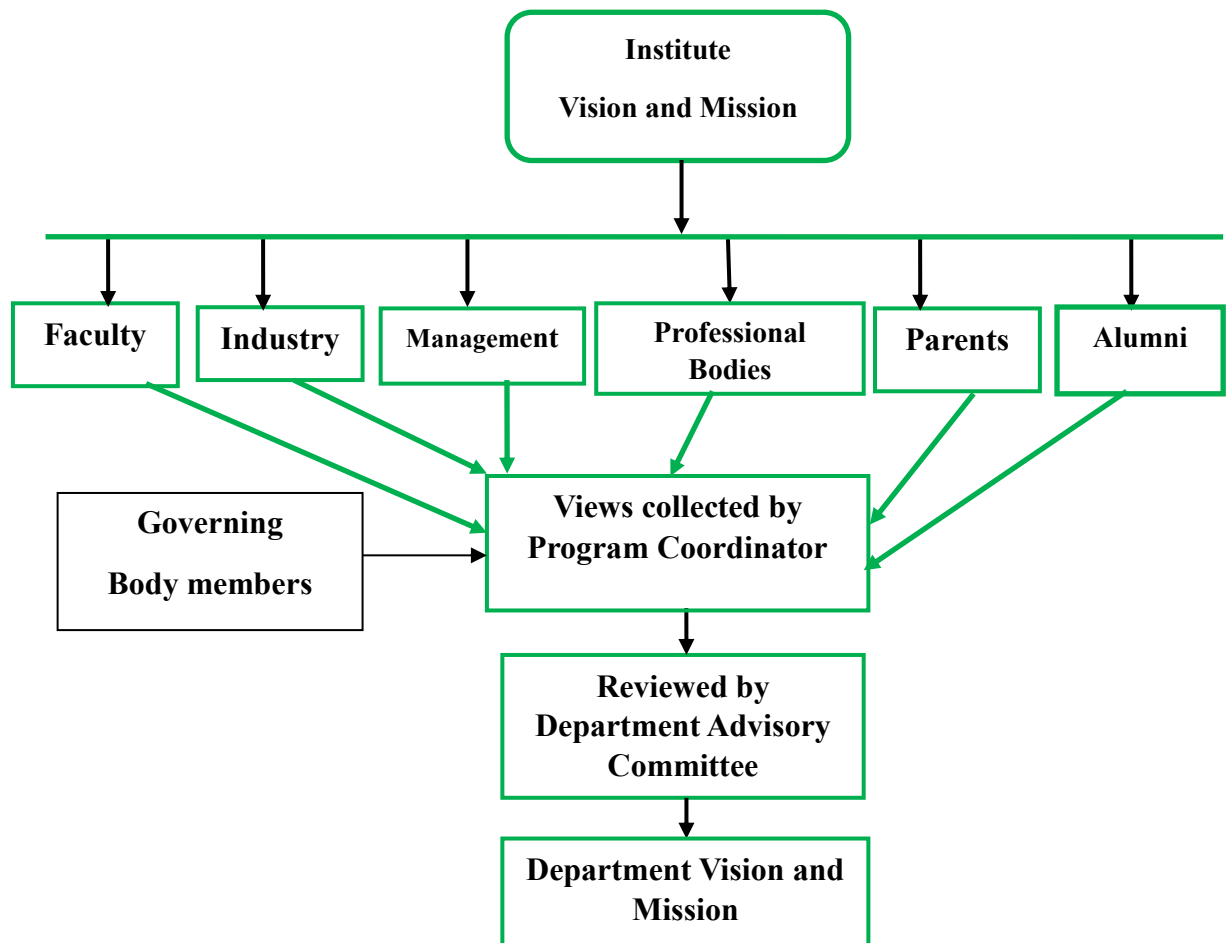 Institute
Vision and Mission
Faculty
Industry
Management
Professional
Bodies
Parents
Alumni
Views collected by
Program Coordinator
Governing
Body members
Reviewed by
Department Advisory
Committee
Department Vision and
Mission